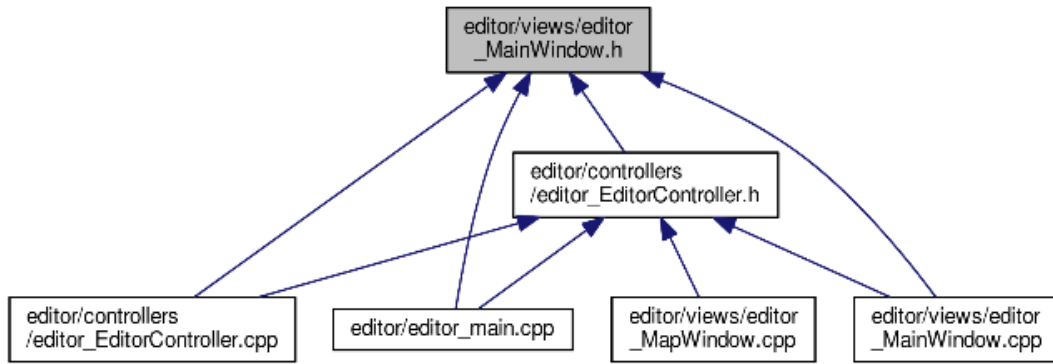 editor/views/editor
_MainWindow.h
editor/controllers
/editor_EditorController.h
editor/controllers
/editor_EditorController.cpp
editor/editor_main.cpp
editor/views/editor
_MapWindow.cpp
editor/views/editor
_MainWindow.cpp